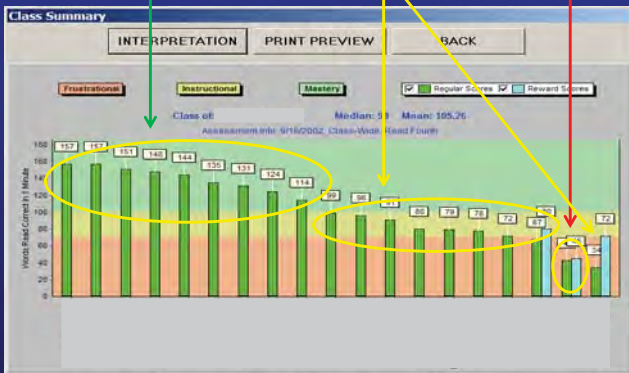 Class Summary
INTERPRETATION PRINT PREVIEW BACK
Frustrational Instructional Mastery Regular Scores Reward Scores
Class of: Median: Mean: 105.26
Assessment Info: 9/16/2002, Class-Wide, Read Fourth
Words Read Correct in 1 Minute
180
160
140
120
100
80
60
40
20
0
157 157 151 148 144 135 131 124 114 99 96 91 80 79 78 72 67 34 72